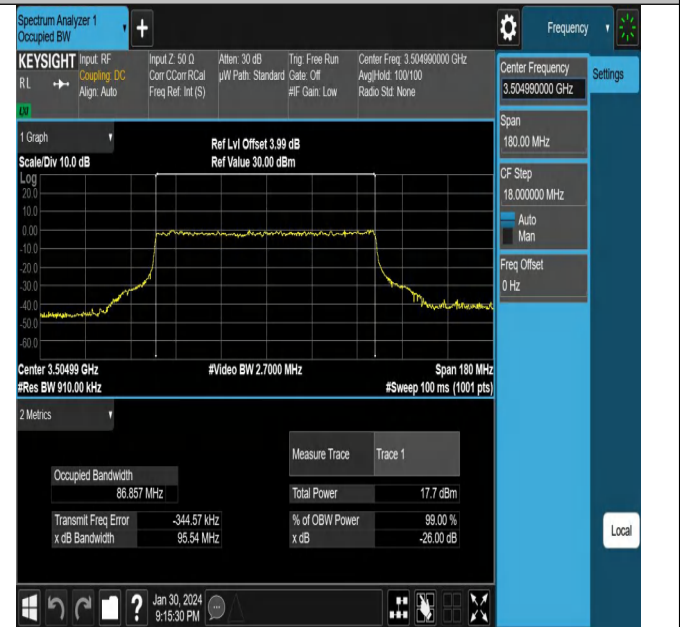 Spectrum Analyzer 1
Occupied BW
Frequency
KEYSIGHT
RL
Input: RF
Coupling: DC
Align: Auto
Input Z: 50 Ω
Corr CCorr RCal
Freq Ref: Int (S)
Atten: 30 dB
µW Path: Standard
Trig: Free Run
Gate: Off
#IF Gain: Low
Center Freq: 3.504990000 GHz
Avg|Hold: 100/100
Radio Std: None
Center Frequency
3.504990000 GHz
Settings
Span
180.00 MHz
CF Step
18.000000 MHz
Auto
Man
Freq Offset
0 Hz
1 Graph
Scale/Div 10.0 dB
Ref Lvl Offset 3.99 dB
Ref Value 30.00 dBm
Log
20.0
10.0
0.00
-10.0
-20.0
-30.0
-40.0
-50.0
-60.0
Center 3.50499 GHz
#Res BW 910.00 kHz
#Video BW 2.7000 MHz
Span 180 MHz
#Sweep 100 ms (1001 pts)
2 Metrics
Measure Trace Trace 1
Occupied Bandwidth
86.857 MHz
Total Power 17.7 dBm
Transmit Freq Error -344.57 kHz
% of OBW Power 99.00 %
x dB Bandwidth 95.54 MHz
x dB -26.00 dB
Local
Jan 30, 2024
9:15:30 PM